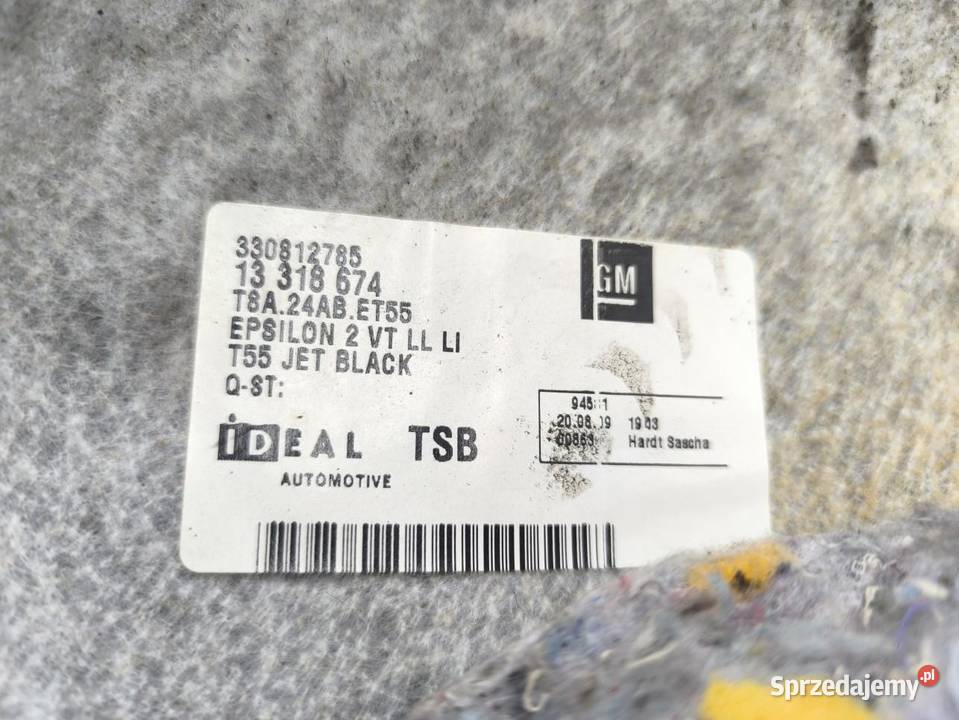 330812785
13 318 674
T8A.24AB.ET55
EPSILON 2 VT LL LI
T55 JET BLACK
Q-ST:
GM
20.08.09 19
Hardt Sascha
iDEAL TSB
AUTOMOTIVE
Sprzedajemy.pl